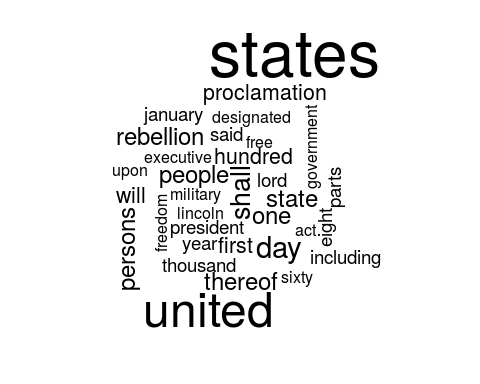 states
proclamation
january designated
rebellion said free government
executive hundred
upon people shall lord parts
will military state
persons freedom lincoln one
president act. eight
year first day including
thousand
thereof sixty
united